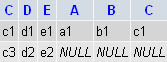 C D E A B C
c1 d1 e1 a1 b1 c1
c3 d2 e2 NULL NULL NULL